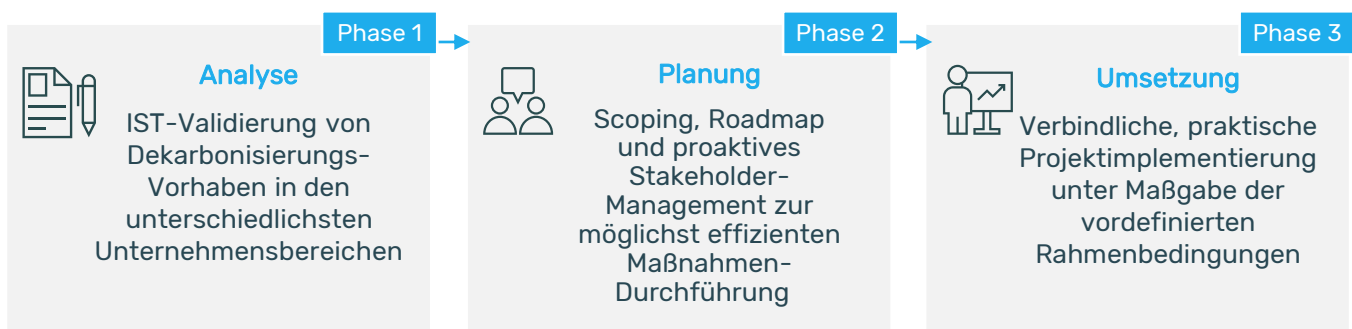 Phase 1
Analyse
IST-Validierung von
Dekarbonisierungs-
Vorhaben in den
unterschiedlichsten
Unternehmensbereichen
Phase 2
Planung
Scoping, Roadmap
und proaktives
Stakeholder-
Management zur
möglichst effizienten
Maßnahmen-
Durchführung
Phase 3
Umsetzung
Verbindliche, praktische
Projektimplementierung
unter Maßgabe der
vordefinierten
Rahmenbedingungen